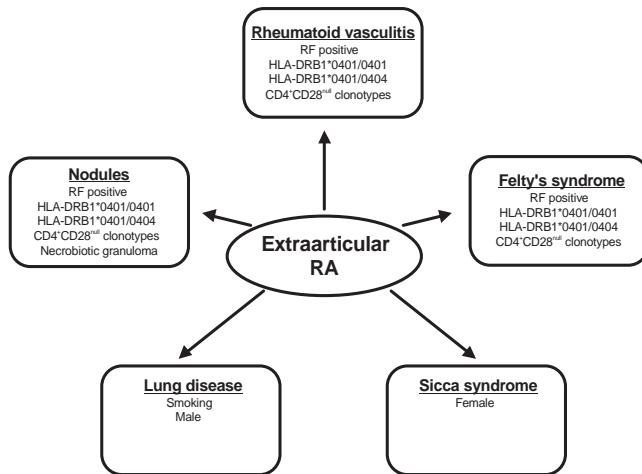 Rheumatoid vasculitis
RF positive
HLA-DRB1*0401/0401
HLA-DRB1*0401/0404
CD4⁺CD28ⁿᵘˡˡ clonotypes
Nodules
RF positive
HLA-DRB1*0401/0401
HLA-DRB1*0401/0404
CD4⁺CD28ⁿᵘˡˡ clonotypes
Necrobiotic granuloma
Felty's syndrome
RF positive
HLA-DRB1*0401/0401
HLA-DRB1*0401/0404
CD4⁺CD28ⁿᵘˡˡ clonotypes
Extraarticular
RA
Lung disease
Smoking
Male
Sicca syndrome
Female